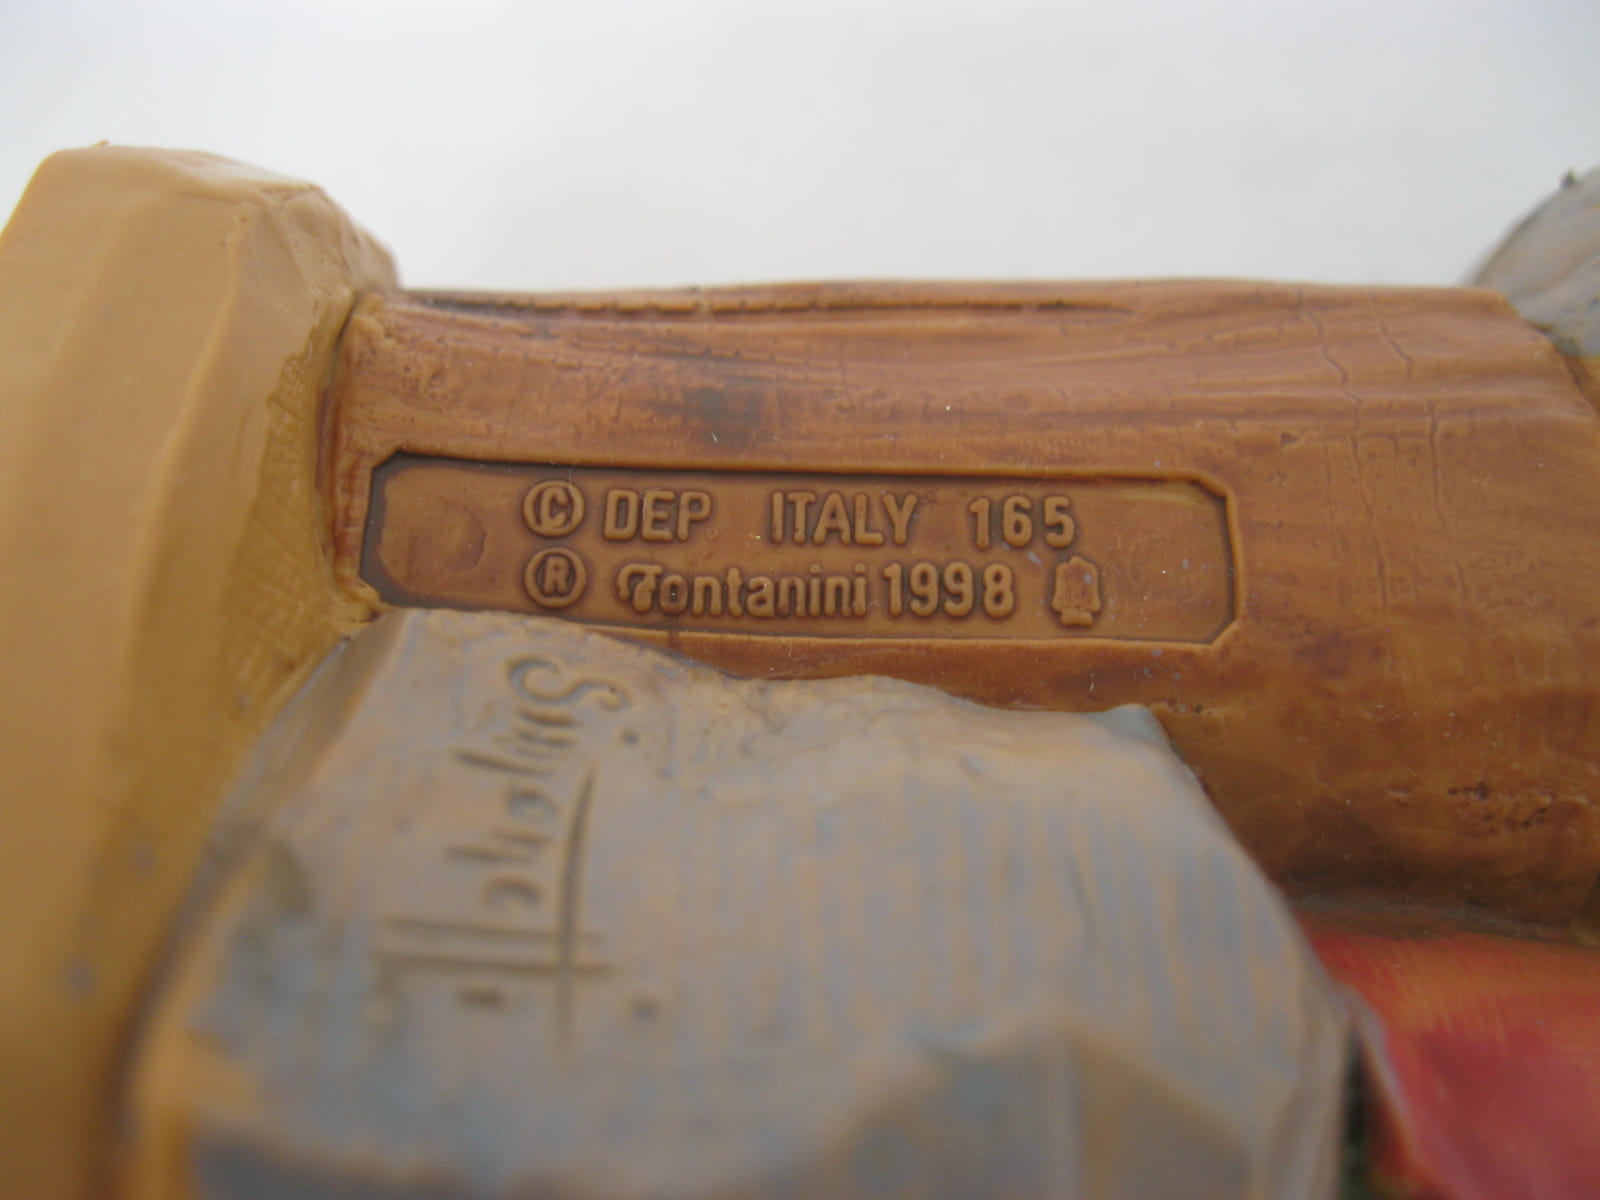 © DEP ITALY 165
® Fontanini 1998